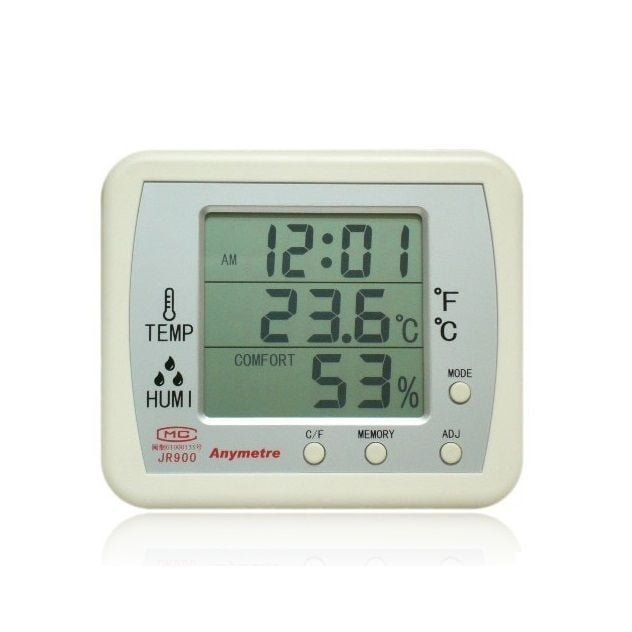 AM 12:01
23.6 °C
°F
°C
TEMP
COMFORT
53 %
HUMI
MODE
MC
JR900
Anymetre
C/F
MEMORY
ADJ